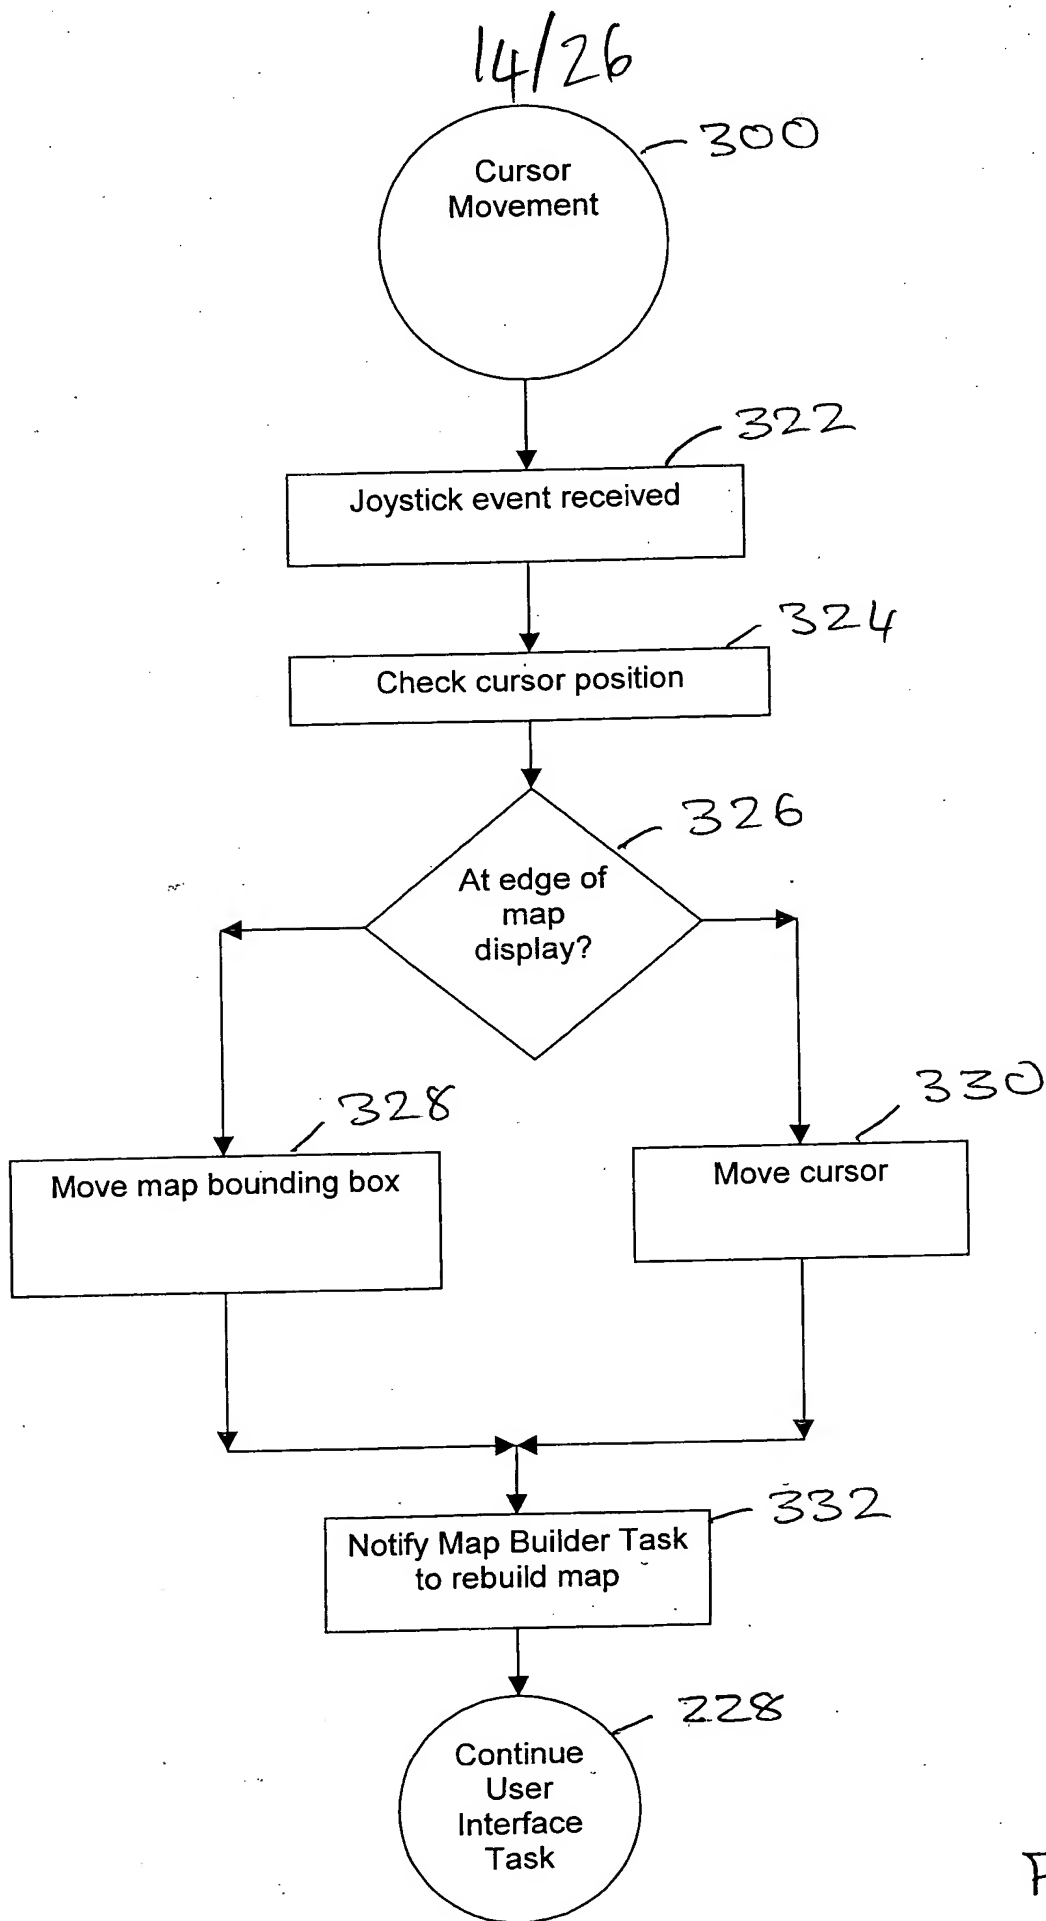 14/26
300
Cursor
Movement
322
Joystick event received
324
Check cursor position
326
At edge of
map
display?
328
Move map bounding box
330
Move cursor
332
Notify Map Builder Task
to rebuild map
228
Continue
User
Interface
Task